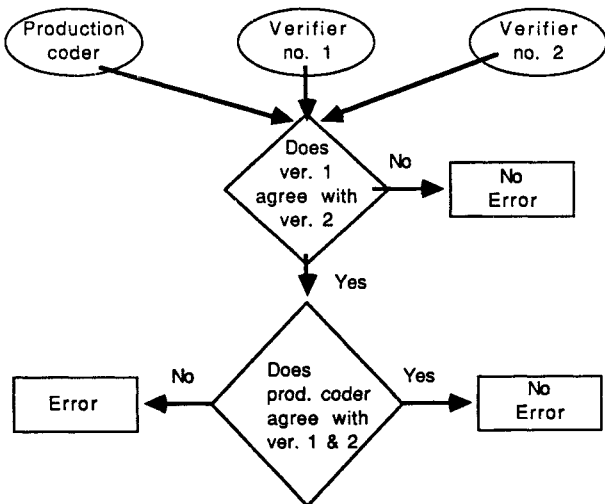 Production
coder
Verifier
no. 1
Verifier
no. 2
Does
ver. 1
agree with
ver. 2
No
No
Error
Yes
Does
prod. coder
agree with
ver. 1 & 2
No
Error
Yes
No
Error